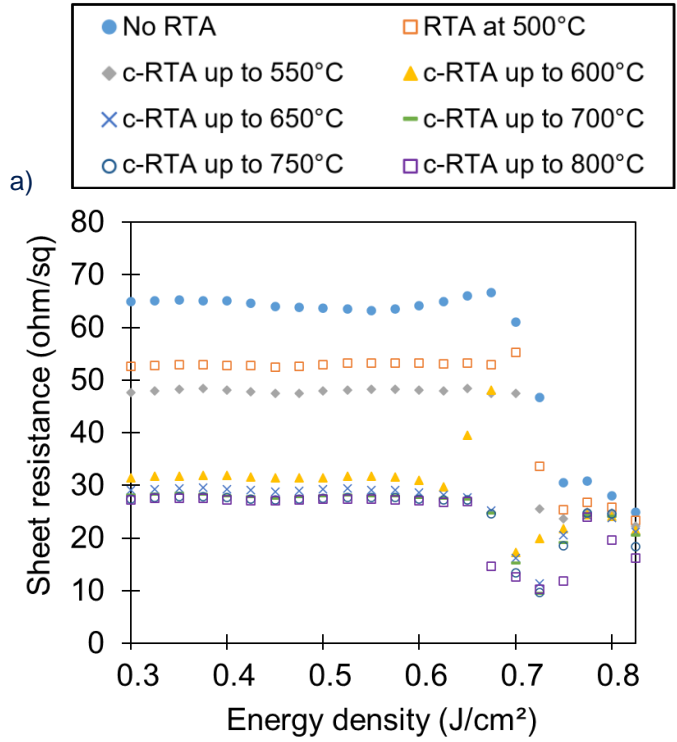 No RTA
RTA at 500°C
c-RTA up to 550°C
c-RTA up to 600°C
c-RTA up to 650°C
c-RTA up to 700°C
c-RTA up to 750°C
c-RTA up to 800°C
a)
80
70
60
50
40
30
20
10
0
Sheet resistance (ohm/sq)
0.3
0.4
0.5
0.6
0.7
0.8
Energy density (J/cm²)